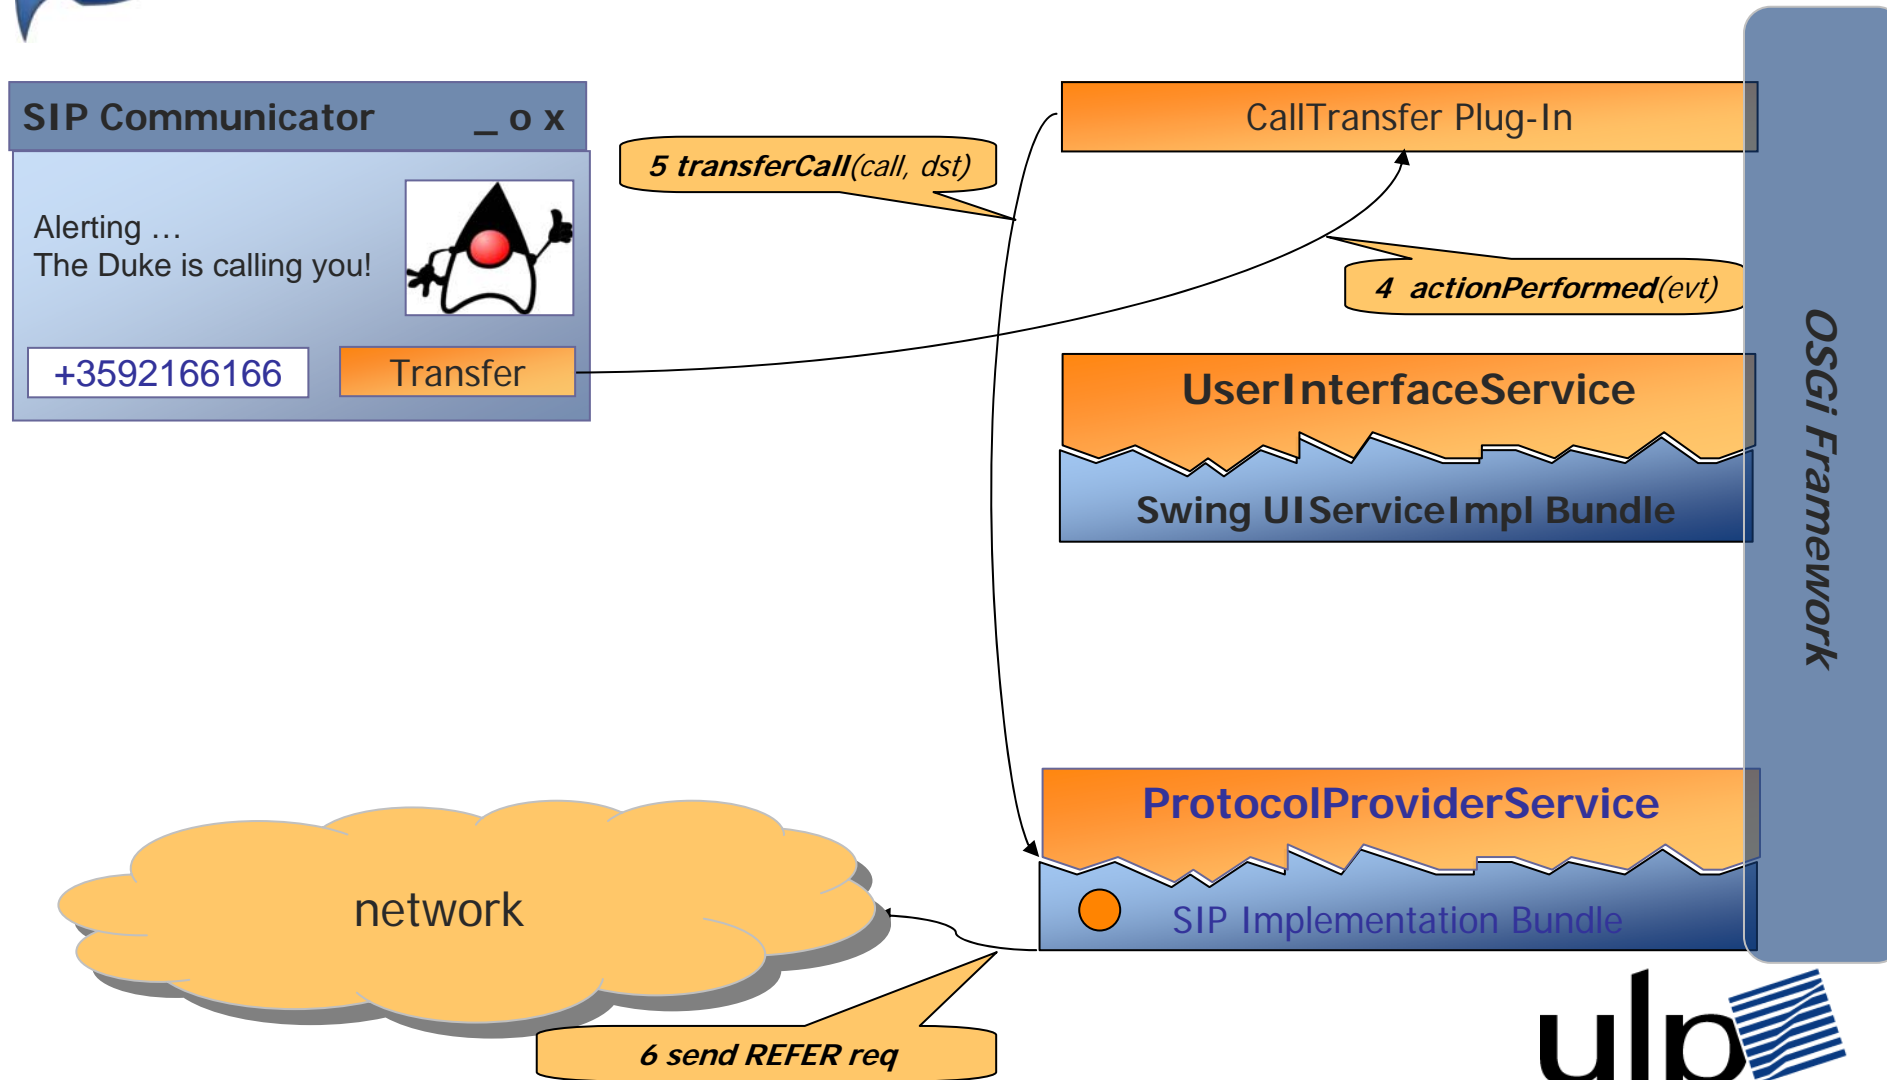 SIP Communicator _ o x
Alerting …
The Duke is calling you!
+3592166166
Transfer
5 transferCall(call, dst)
CallTransfer Plug-In
4 actionPerformed(evt)
UserInterfaceService
Swing UIServiceImpl Bundle
OSGi Framework
ProtocolProviderService
SIP Implementation Bundle
network
6 send REFER req
ulp